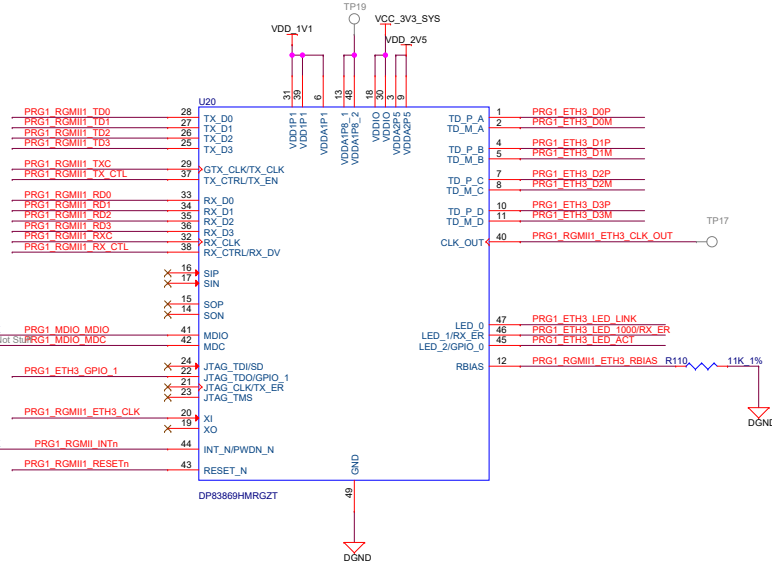 TP19
VCC_3V3_SYS
VDD_1V1
VDD_2V5
31 39 6 13 48 18 30 3 9
U20
VDD1P1 VDD1P1 VDDA1P1 VDDA1P8_1 VDDA1P8_2 VDDIO VDDIO VDDA2P5 VDDA2P5
PRG1_RGMII1_TD0 28 TX_D0
PRG1_RGMII1_TD1 27 TX_D1
PRG1_RGMII1_TD2 26 TX_D2
PRG1_RGMII1_TD3 25 TX_D3
PRG1_RGMII1_TXC 29 GTX_CLK/TX_CLK
PRG1_RGMII1_TX_CTL 37 TX_CTRL/TX_EN
PRG1_RGMII1_RD0 33 RX_D0
PRG1_RGMII1_RD1 34 RX_D1
PRG1_RGMII1_RD2 35 RX_D2
PRG1_RGMII1_RD3 36 RX_D3
PRG1_RGMII1_RXC 32 RX_CLK
PRG1_RGMII1_RX_CTL 38 RX_CTRL/RX_DV
16 SIP
17 SIN
15 SOP
14 SON
PRG1_MDIO_MDIO 41 MDIO
PRG1_MDIO_MDC 42 MDC
24 JTAG_TDI/SD
PRG1_ETH3_GPIO_1 22 JTAG_TDO/GPIO_1
21 JTAG_CLK/TX_ER
23 JTAG_TMS
PRG1_RGMII1_ETH3_CLK 20 XI
19 XO
PRG1_RGMII_INTn 44 INT_N/PWDN_N
PRG1_RGMII1_RESETn 43 RESET_N
TD_P_A 1 PRG1_ETH3_D0P
TD_M_A 2 PRG1_ETH3_D0M
TD_P_B 4 PRG1_ETH3_D1P
TD_M_B 5 PRG1_ETH3_D1M
TD_P_C 7 PRG1_ETH3_D2P
TD_M_C 8 PRG1_ETH3_D2M
TD_P_D 10 PRG1_ETH3_D3P
TD_M_D 11 PRG1_ETH3_D3M
TP17
CLK_OUT 40 PRG1_RGMII1_ETH3_CLK_OUT
LED_0 47 PRG1_ETH3_LED_LINK
LED_1/RX_ER 46 PRG1_ETH3_LED_1000/RX_ER
LED_2/GPIO_0 45 PRG1_ETH3_LED_ACT
RBIAS 12 PRG1_RGMII1_ETH3_RBIAS R110 11K_1%
DGND
GND
49
DP83869HMRGZT
DGND